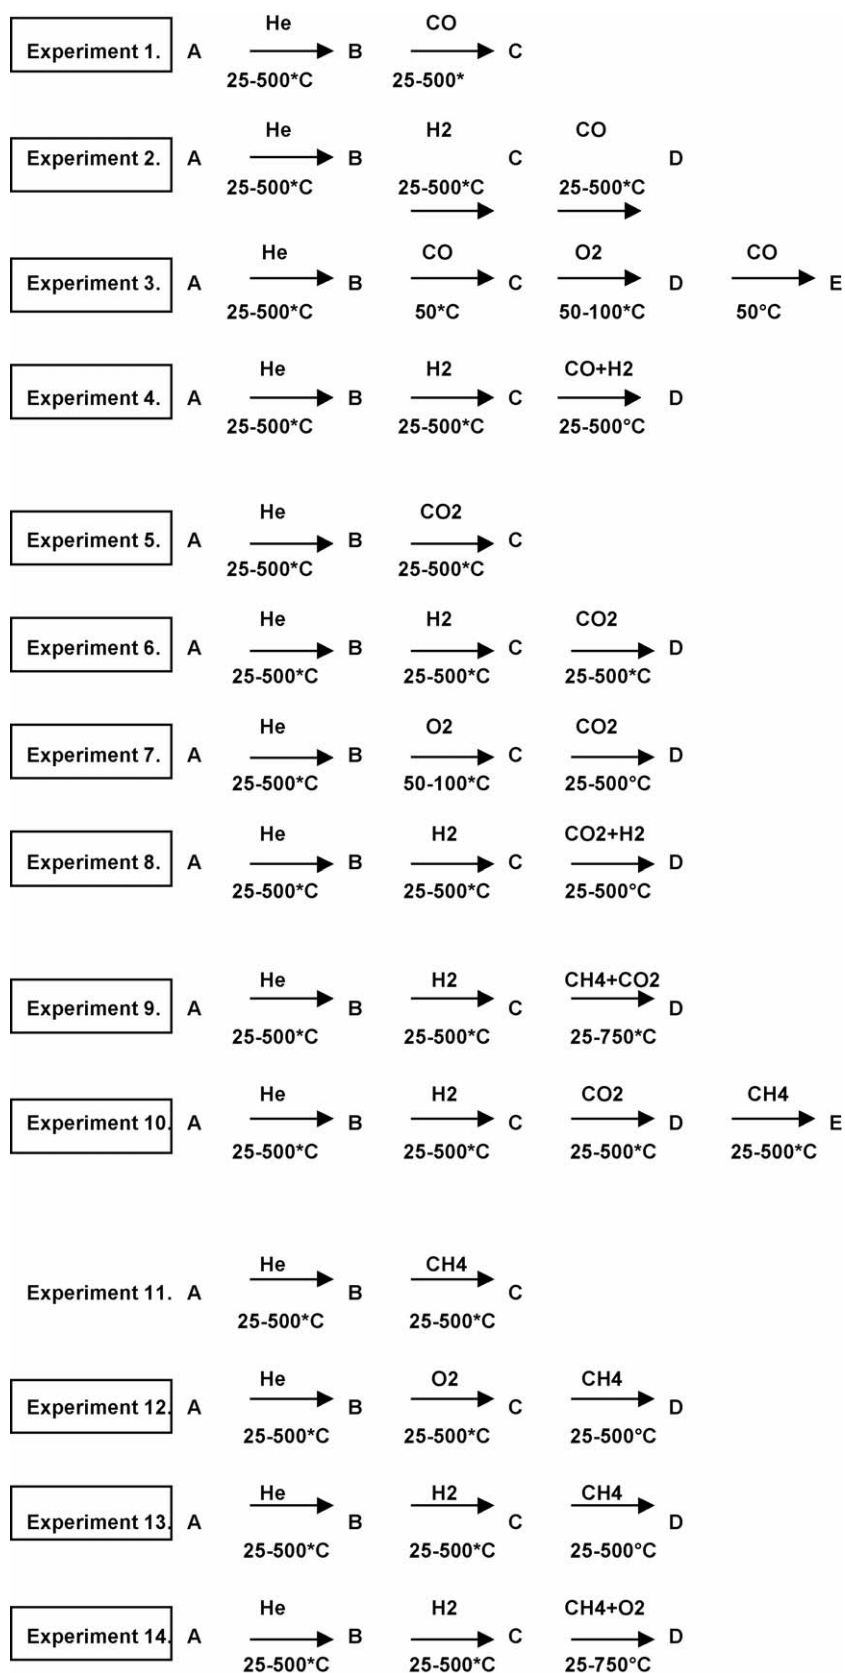 He CO
Experiment 1. A B C
25-500*C 25-500*
He H2 CO
Experiment 2. A B C D
25-500*C 25-500*C 25-500*C
He CO O2 CO
Experiment 3. A B C D E
25-500*C 50*C 50-100*C 50°C
He H2 CO+H2
Experiment 4. A B C D
25-500*C 25-500*C 25-500°C
He CO2
Experiment 5. A B C
25-500*C 25-500*C
He H2 CO2
Experiment 6. A B C D
25-500*C 25-500*C 25-500*C
He O2 CO2
Experiment 7. A B C D
25-500*C 50-100*C 25-500°C
He H2 CO2+H2
Experiment 8. A B C D
25-500*C 25-500*C 25-500°C
He H2 CH4+CO2
Experiment 9. A B C D
25-500*C 25-500*C 25-750*C
He H2 CO2 CH4
Experiment 10. A B C D E
25-500*C 25-500*C 25-500*C 25-500*C
He CH4
Experiment 11. A B C
25-500*C 25-500*C
He O2 CH4
Experiment 12. A B C D
25-500*C 25-500*C 25-500°C
He H2 CH4
Experiment 13. A B C D
25-500*C 25-500*C 25-500°C
He H2 CH4+O2
Experiment 14. A B C D
25-500*C 25-500*C 25-750°C